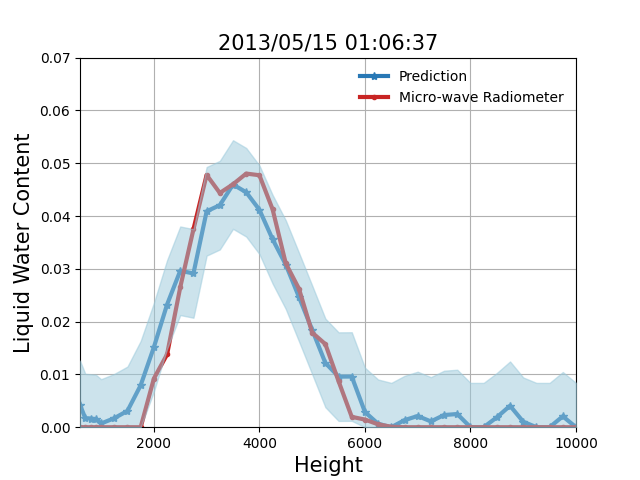 2013/05/15 01:06:37
0.07
0.06
0.05
0.04
0.03
0.02
0.01
0.00
Liquid Water Content
Prediction
Micro-wave Radiometer
2000 4000 6000 8000 10000
Height